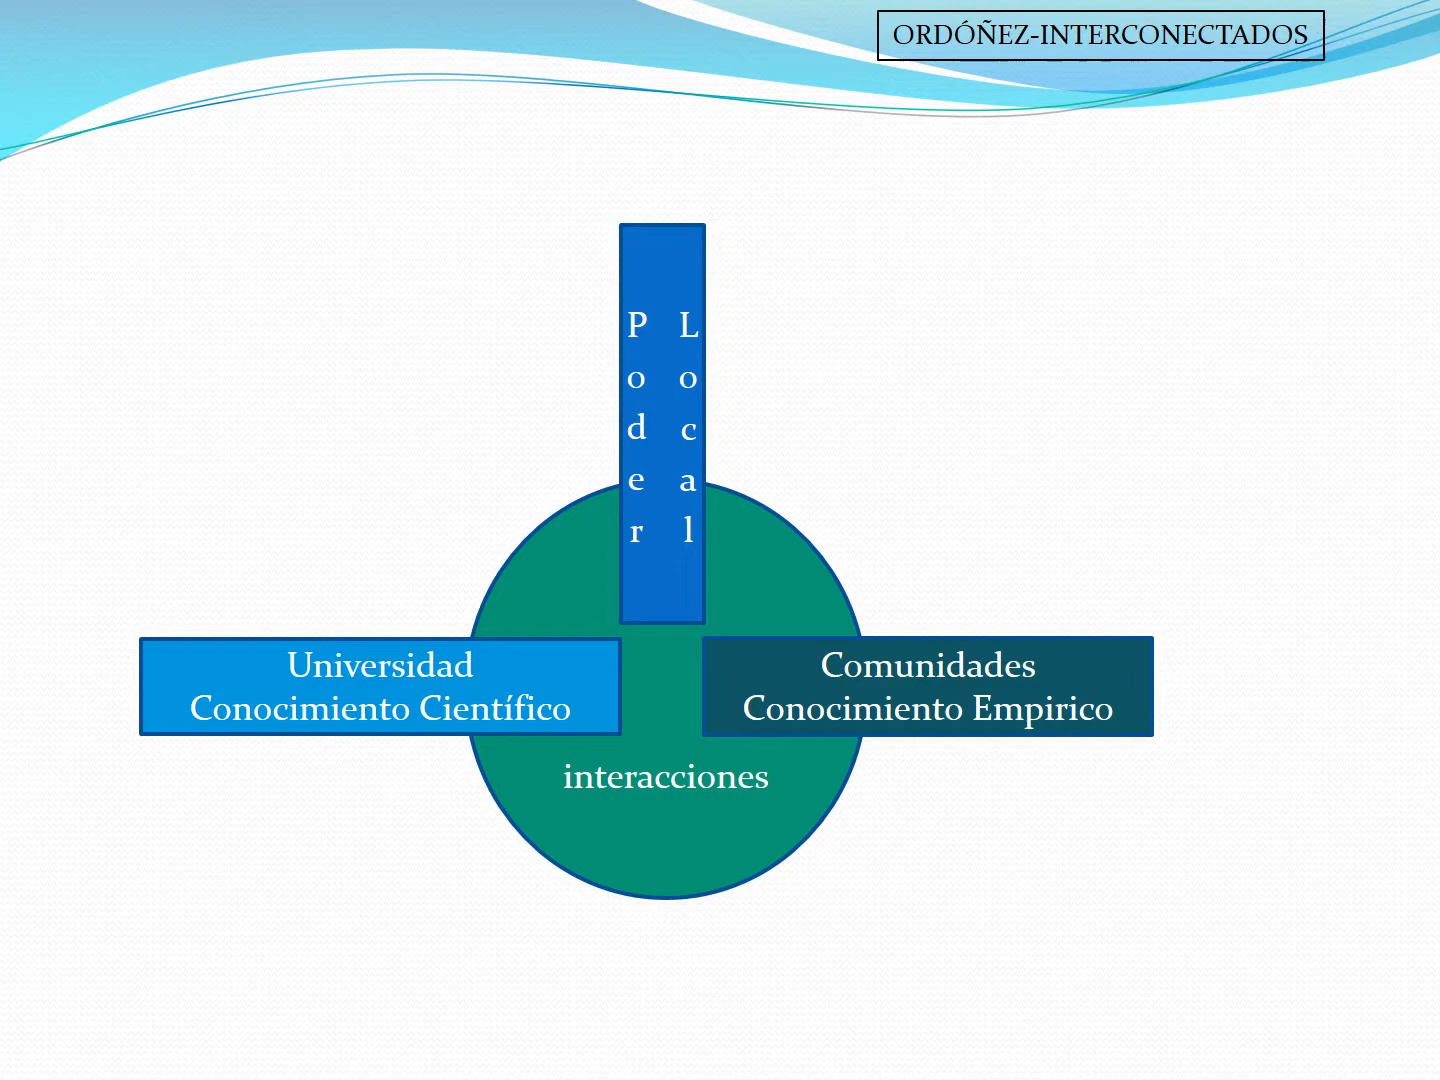 ORDÓÑEZ-INTERCONECTADOS
Poder
Local
Universidad
Conocimiento Científico
Comunidades
Conocimiento Empirico
interacciones